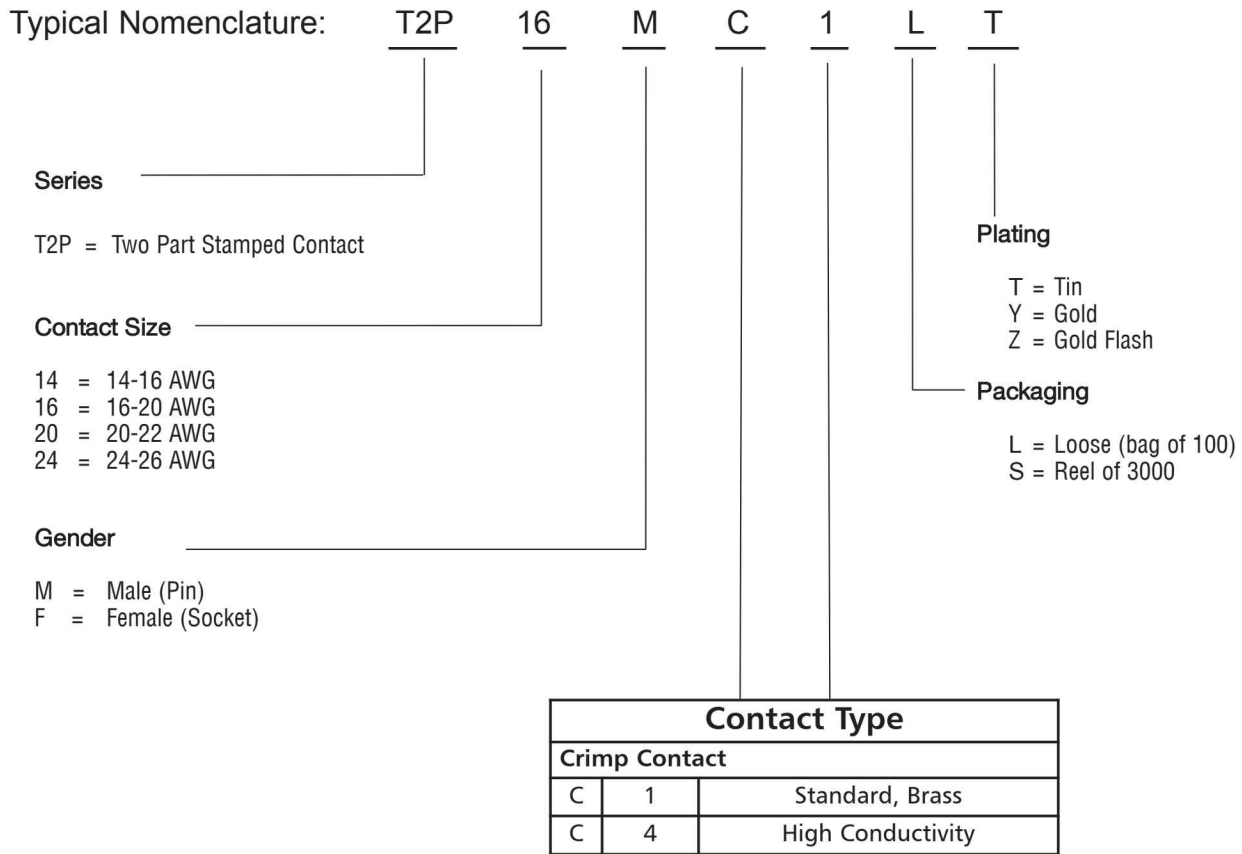 Typical Nomenclature: T2P 16 M C 1 L T
Series
T2P = Two Part Stamped Contact
Contact Size
14 = 14-16 AWG
16 = 16-20 AWG
20 = 20-22 AWG
24 = 24-26 AWG
Gender
M = Male (Pin)
F = Female (Socket)
Plating
T = Tin
Y = Gold
Z = Gold Flash
Packaging
L = Loose (bag of 100)
S = Reel of 3000
Contact Type
Crimp Contact
C 1 Standard, Brass
C 4 High Conductivity